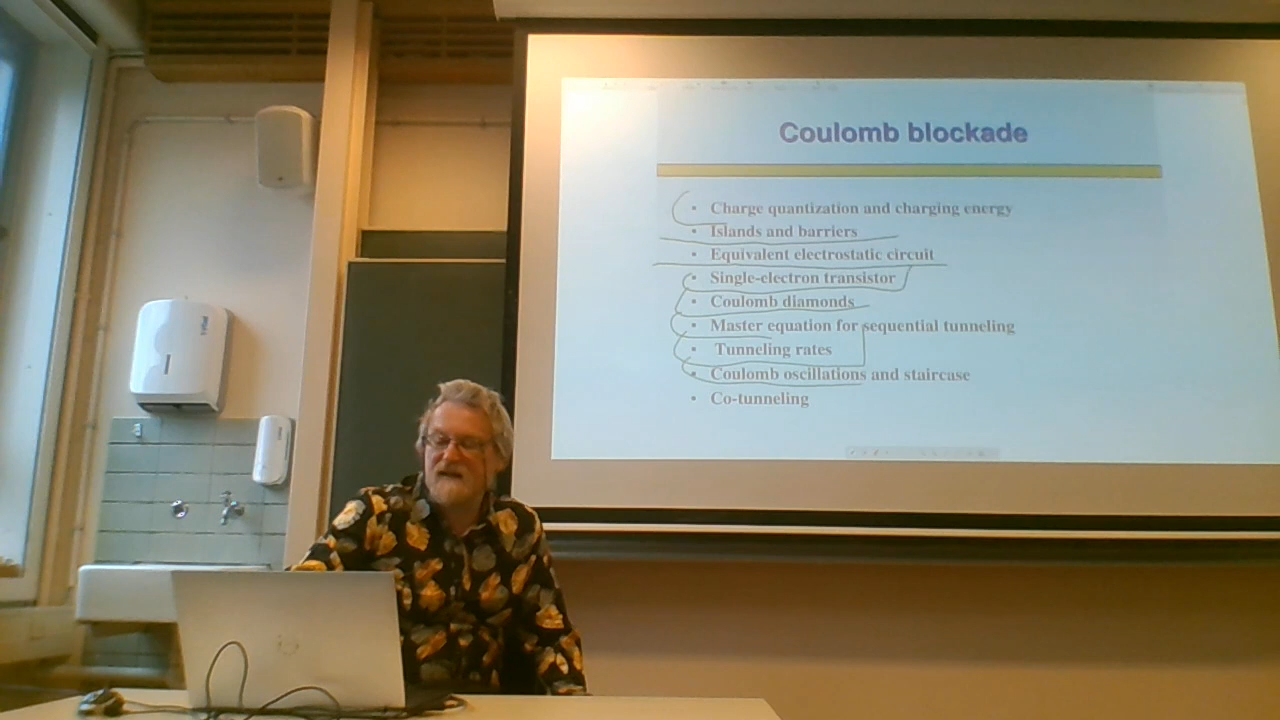 Coulomb blockade
• Charge quantization and charging energy
• Islands and barriers
• Equivalent electrostatic circuit
• Single-electron transistor
• Coulomb diamonds
• Master equation for sequential tunneling
• Tunneling rates
• Coulomb oscillations and staircase
• Co-tunneling